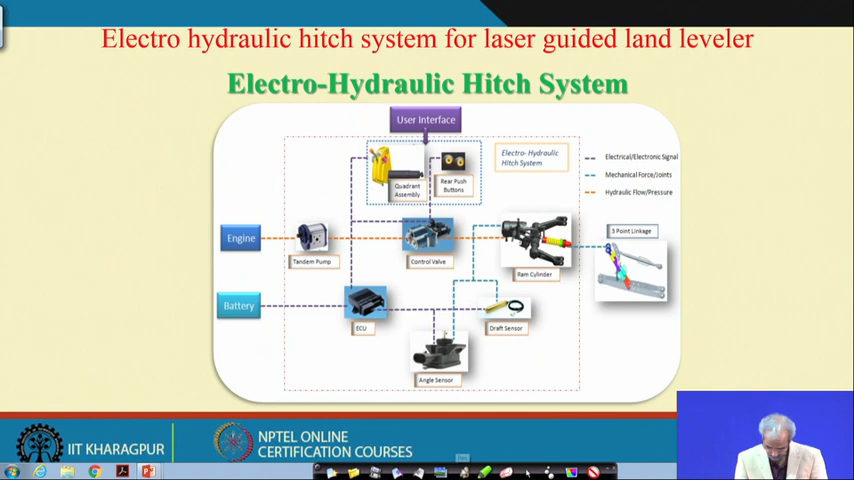 Electro hydraulic hitch system for laser guided land leveler
Electro-Hydraulic Hitch System
User Interface
Electro- Hydraulic
Hitch System
Electrical/Electronic Signal
Mechanical Force/Joints
Hydraulic Flow/Pressure
Quadrant
Assembly
Rear Push
Buttons
Engine
Tandem Pump
Control Valve
Ram Cylinder
3 Point Linkage
Battery
ECU
Draft Sensor
Angle Sensor
IIT KHARAGPUR
NPTEL ONLINE
CERTIFICATION COURSES